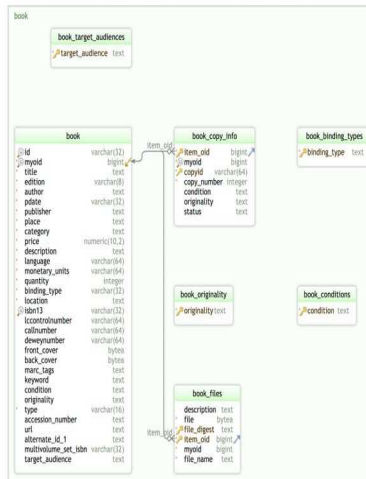 book
book_target_audiences
target_audience text
book
id varchar(32)
myoid bigint
title text
edition varchar(8)
author text
pdate varchar(32)
publisher text
place text
category text
price numeric(10,2)
description text
language varchar(64)
monetary_units varchar(64)
quantity integer
binding_type varchar(32)
location text
isbn13 varchar(32)
lccontrolnumber varchar(64)
callnumber varchar(64)
deweynumber varchar(64)
front_cover bytea
back_cover bytea
marc_tags text
keyword text
condition text
originality text
type varchar(16)
accession_number text
url text
alternate_id_1 text
multivolume_set_isbn varchar(32)
target_audience text
item_oid
book_copy_info
item_oid bigint
myoid bigint
copyid varchar(64)
copy_number integer
condition text
originality text
status text
book_binding_types
binding_type text
book_originality
originality text
book_conditions
condition text
item_oid
book_files
description text
file bytea
file_digest text
item_oid bigint
myoid bigint
file_name text